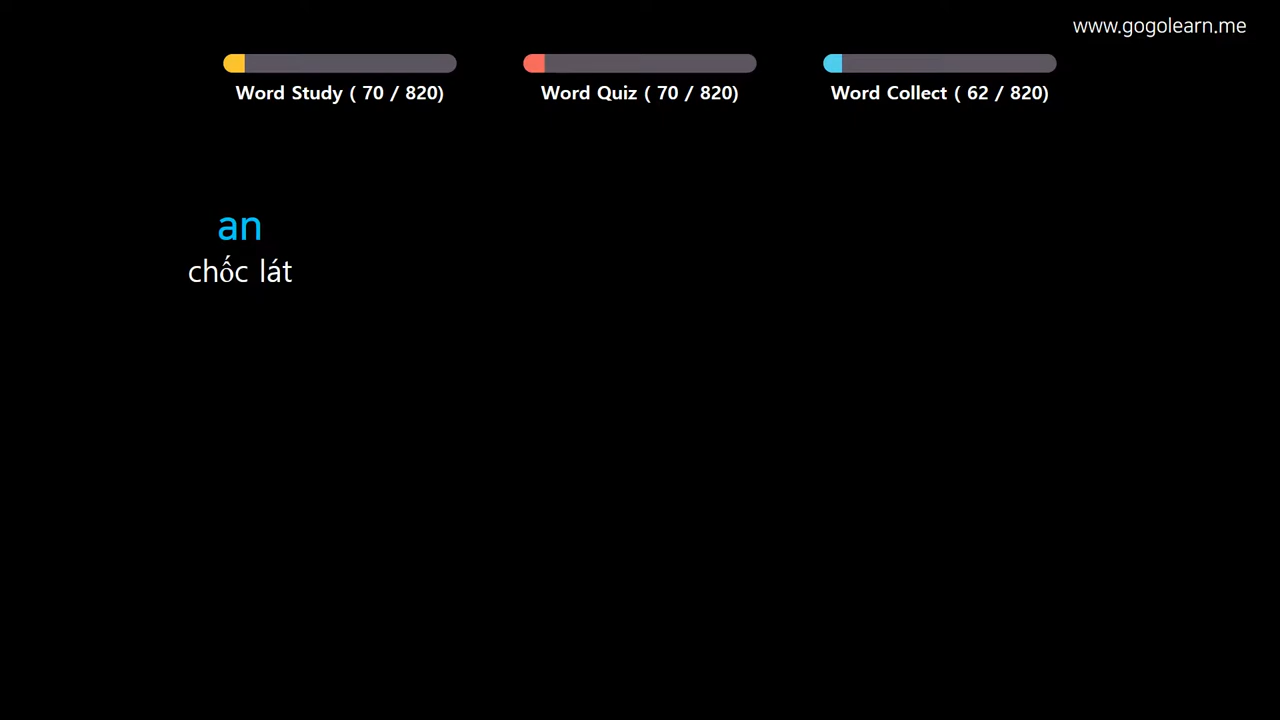 www.gogolearn.me
Word Study ( 70 / 820)
Word Quiz ( 70 / 820)
Word Collect ( 62 / 820)
an
chốc lát